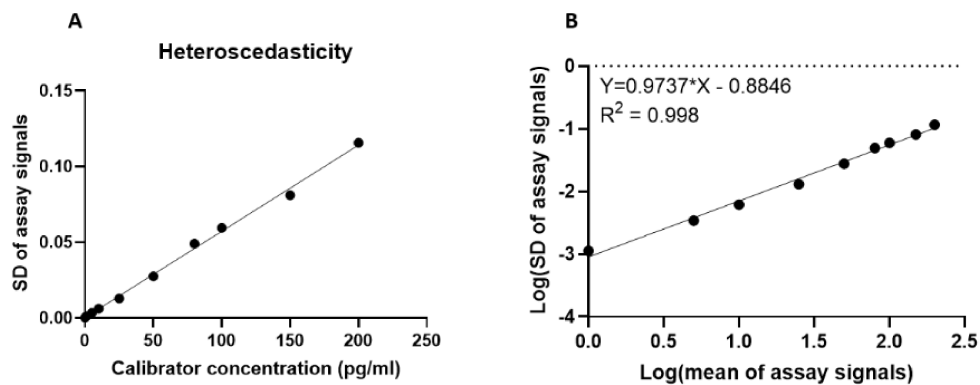 A
Heteroscedasticity
SD of assay signals
0.15
0.10
0.05
0.00
0 50 100 150 200 250
Calibrator concentration (pg/ml)
B
Log(SD of assay signals)
0
-1
-2
-3
-4
Y=0.9737*X - 0.8846
R² = 0.998
0.0 0.5 1.0 1.5 2.0 2.5
Log(mean of assay signals)